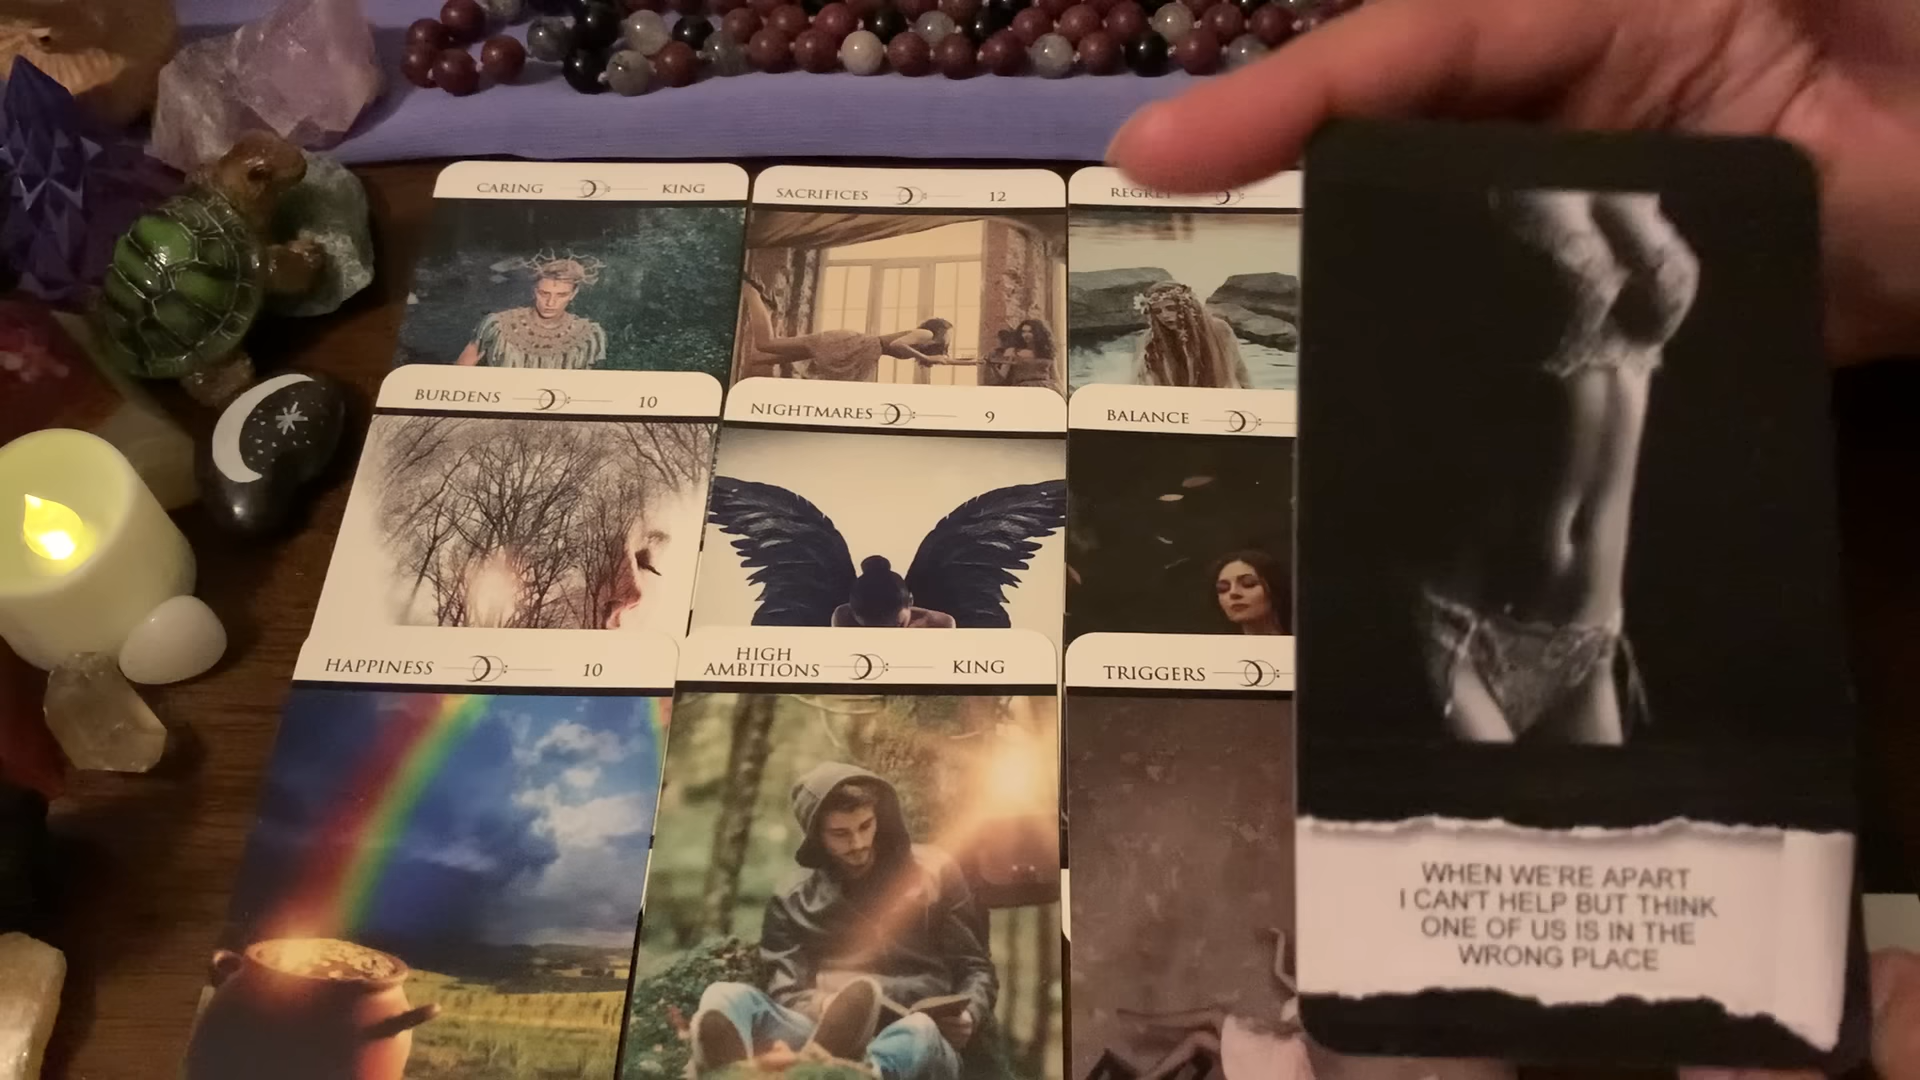 CARING KING
SACRIFICES 12
REGRET
BURDENS 10
NIGHTMARES 9
BALANCE
HAPPINESS 10
HIGH
AMBITIONS KING
TRIGGERS
WHEN WE'RE APART
I CAN'T HELP BUT THINK
ONE OF US IS IN THE
WRONG PLACE